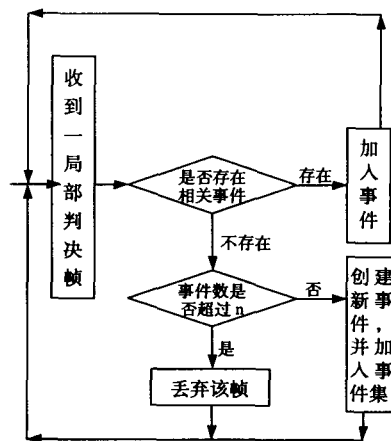 收到一局部判决帧
是否存在
相关事件
存在
加入事件
不存在
事件数是
否超过n
否
创建
新事
件，
并加
入事
件集
是
丢弃该帧